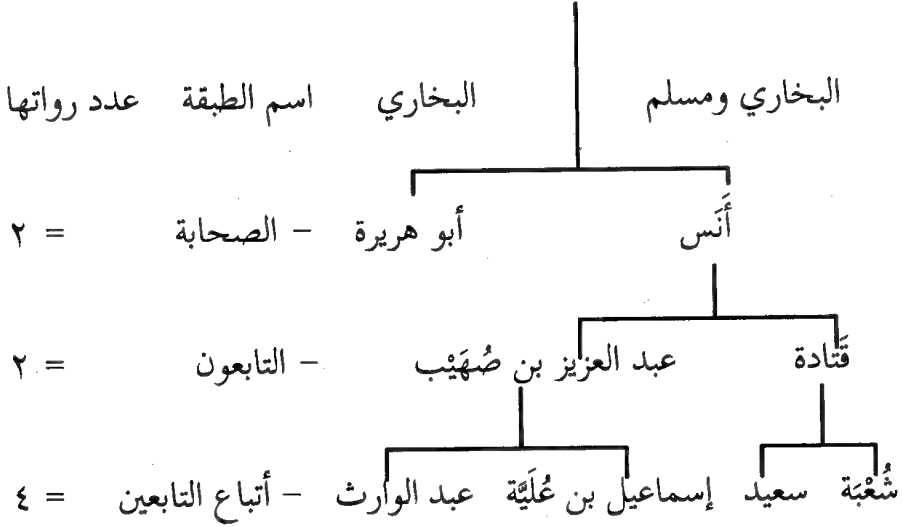 البخاري ومسلم البخاري اسم الطبقة عدد رواتها
أَنَس أبو هريرة - الصحابة = ٢
قَتادة عبد العزيز بن صُهَيْب - التابعون = ٢
شُعْبَة سعيد إسماعيل بن عُلَيَّة عبد الوارث - أتباع التابعين = ٤